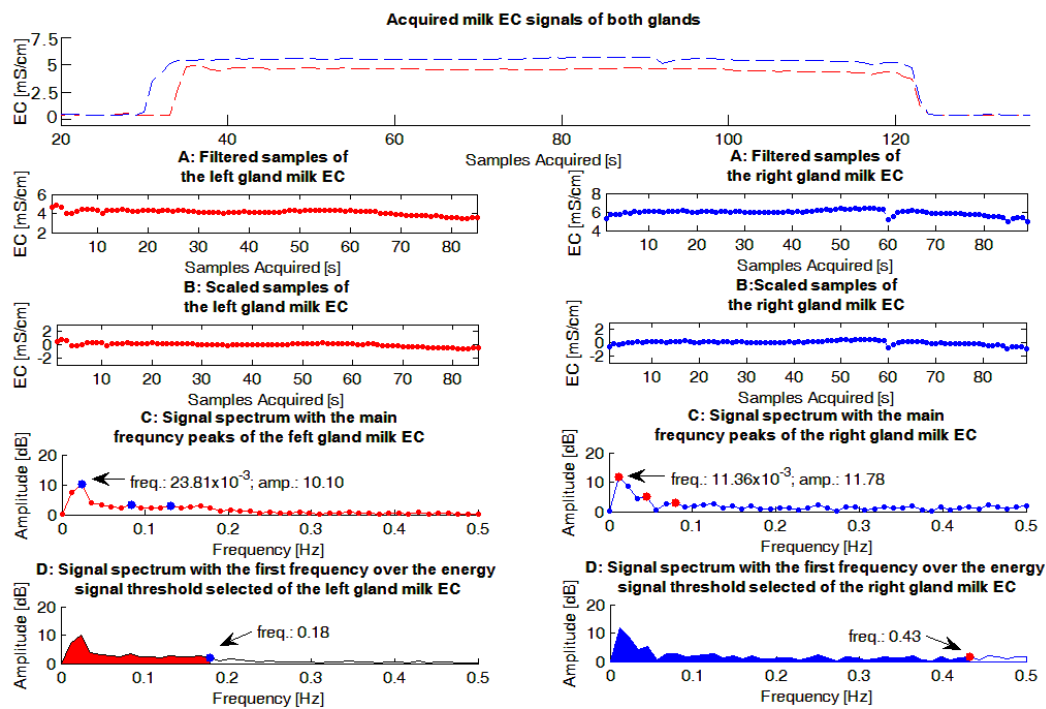 Acquired milk EC signals of both glands
EC [mS/cm]
7.5
5
2.5
0
20 40 60 80 100 120
Samples Acquired [s]
A: Filtered samples of
the left gland milk EC
EC [mS/cm]
6
4
2
10 20 30 40 50 60 70 80
Samples Acquired [s]
A: Filtered samples of
the right gland milk EC
EC [mS/cm]
8
6
4
10 20 30 40 50 60 70 80
Samples Acquired [s]
B: Scaled samples of
the left gland milk EC
EC [mS/cm]
2
0
-2
10 20 30 40 50 60 70 80
Samples Acquired [s]
B:Scaled samples of
the right gland milk EC
EC [mS/cm]
2
0
-2
10 20 30 40 50 60 70 80
Samples Acquired [s]
C: Signal spectrum with the main
frequncy peaks of the left gland milk EC
Amplitude [dB]
20
10
0
freq.: 23.81x10⁻³; amp.: 10.10
0 0.1 0.2 0.3 0.4 0.5
Frequency [Hz]
C: Signal spectrum with the main
frequncy peaks of the right gland milk EC
Amplitude [dB]
20
10
0
freq.: 11.36x10⁻³; amp.: 11.78
0 0.1 0.2 0.3 0.4 0.5
Frequency [Hz]
D: Signal spectrum with the first frequency over the energy
signal threshold selected of the left gland milk EC
Amplitude [dB]
20
10
0
freq.: 0.18
0 0.1 0.2 0.3 0.4 0.5
Frequency [Hz]
D: Signal spectrum with the first frequency over the energy
signal threshold selected of the right gland milk EC
Amplitude [dB]
20
10
0
freq.: 0.43
0 0.1 0.2 0.3 0.4 0.5
Frequency [Hz]